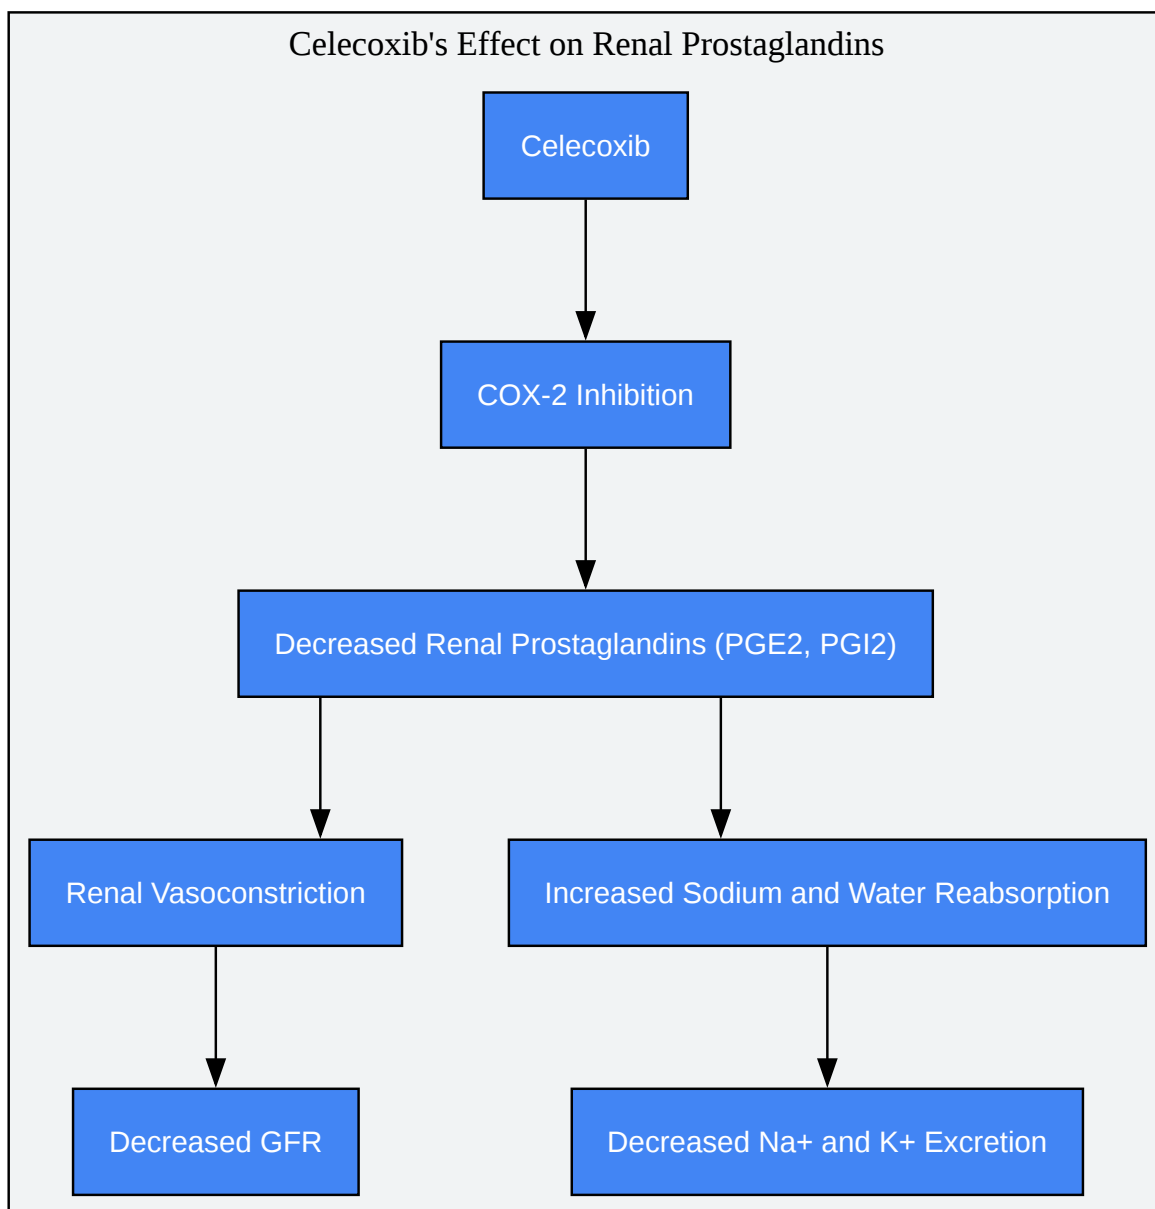 Celecoxib's Effect on Renal Prostaglandins
Celecoxib
COX-2 Inhibition
Decreased Renal Prostaglandins (PGE2, PGI2)
Renal Vasoconstriction
Increased Sodium and Water Reabsorption
Decreased GFR
Decreased Na+ and K+ Excretion